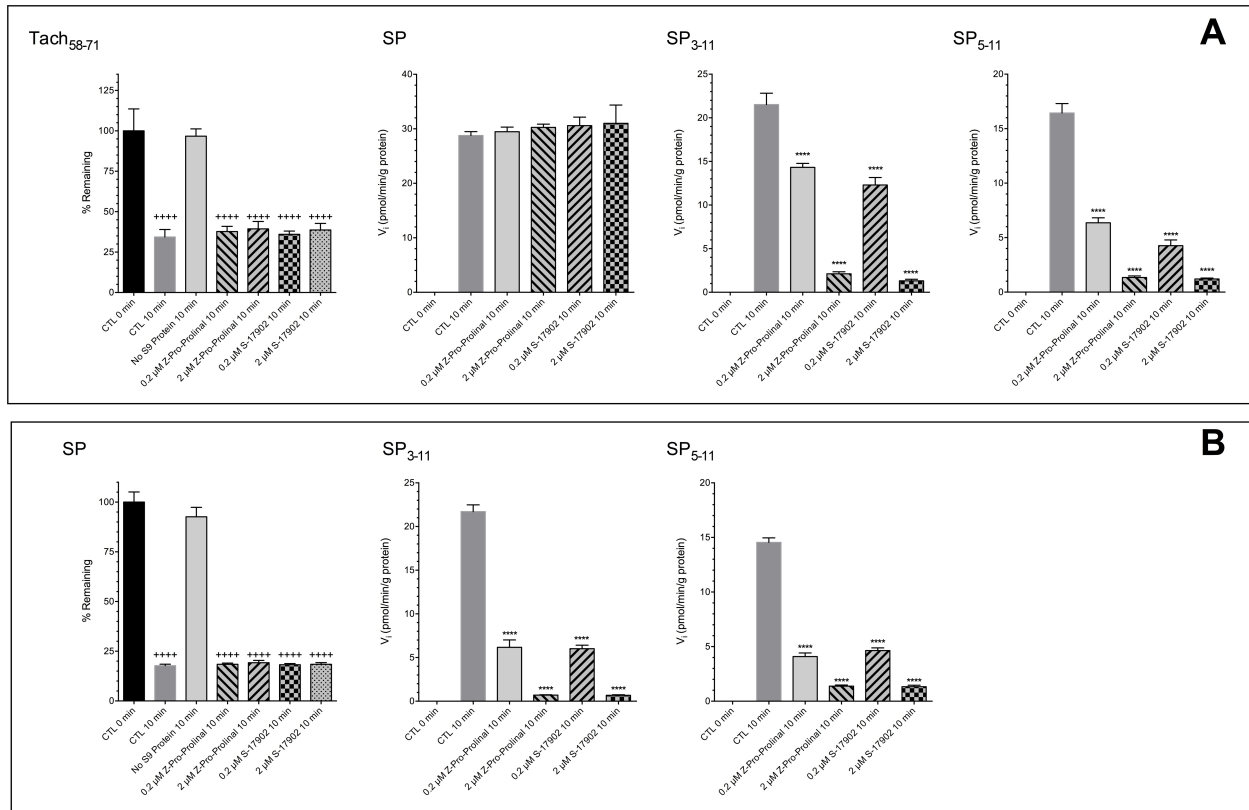 A
Tach58-71
% Remaining
125
100
75
50
25
0
++++ ++++ ++++ ++++ ++++
CTL 0 min
CTL 10 min
No S9 Protein 10 min
0.2 µM Z-Pro-Prolinal 10 min
2 µM Z-Pro-Prolinal 10 min
0.2 µM S-17902 10 min
2 µM S-17902 10 min
SP
Vi (pmol/min/g protein)
40
30
20
10
0
CTL 0 min
CTL 10 min
0.2 µM Z-Pro-Prolinal 10 min
2 µM Z-Pro-Prolinal 10 min
0.2 µM S-17902 10 min
2 µM S-17902 10 min
SP3-11
Vi (pmol/min/g protein)
25
20
15
10
5
0
**** **** **** ****
CTL 0 min
CTL 10 min
0.2 µM Z-Pro-Prolinal 10 min
2 µM Z-Pro-Prolinal 10 min
0.2 µM S-17902 10 min
2 µM S-17902 10 min
SP5-11
Vi (pmol/min/g protein)
20
15
10
5
0
**** **** **** ****
CTL 0 min
CTL 10 min
0.2 µM Z-Pro-Prolinal 10 min
2 µM Z-Pro-Prolinal 10 min
0.2 µM S-17902 10 min
2 µM S-17902 10 min
B
SP
% Remaining
100
75
50
25
0
++++ ++++ ++++ ++++ ++++
CTL 0 min
CTL 10 min
No S9 Protein 10 min
0.2 µM Z-Pro-Prolinal 10 min
2 µM Z-Pro-Prolinal 10 min
0.2 µM S-17902 10 min
2 µM S-17902 10 min
SP3-11
Vi (pmol/min/g protein)
25
20
15
10
5
0
**** **** **** ****
CTL 0 min
CTL 10 min
0.2 µM Z-Pro-Prolinal 10 min
2 µM Z-Pro-Prolinal 10 min
0.2 µM S-17902 10 min
2 µM S-17902 10 min
SP5-11
Vi (pmol/min/g protein)
20
15
10
5
0
**** **** **** ****
CTL 0 min
CTL 10 min
0.2 µM Z-Pro-Prolinal 10 min
2 µM Z-Pro-Prolinal 10 min
0.2 µM S-17902 10 min
2 µM S-17902 10 min